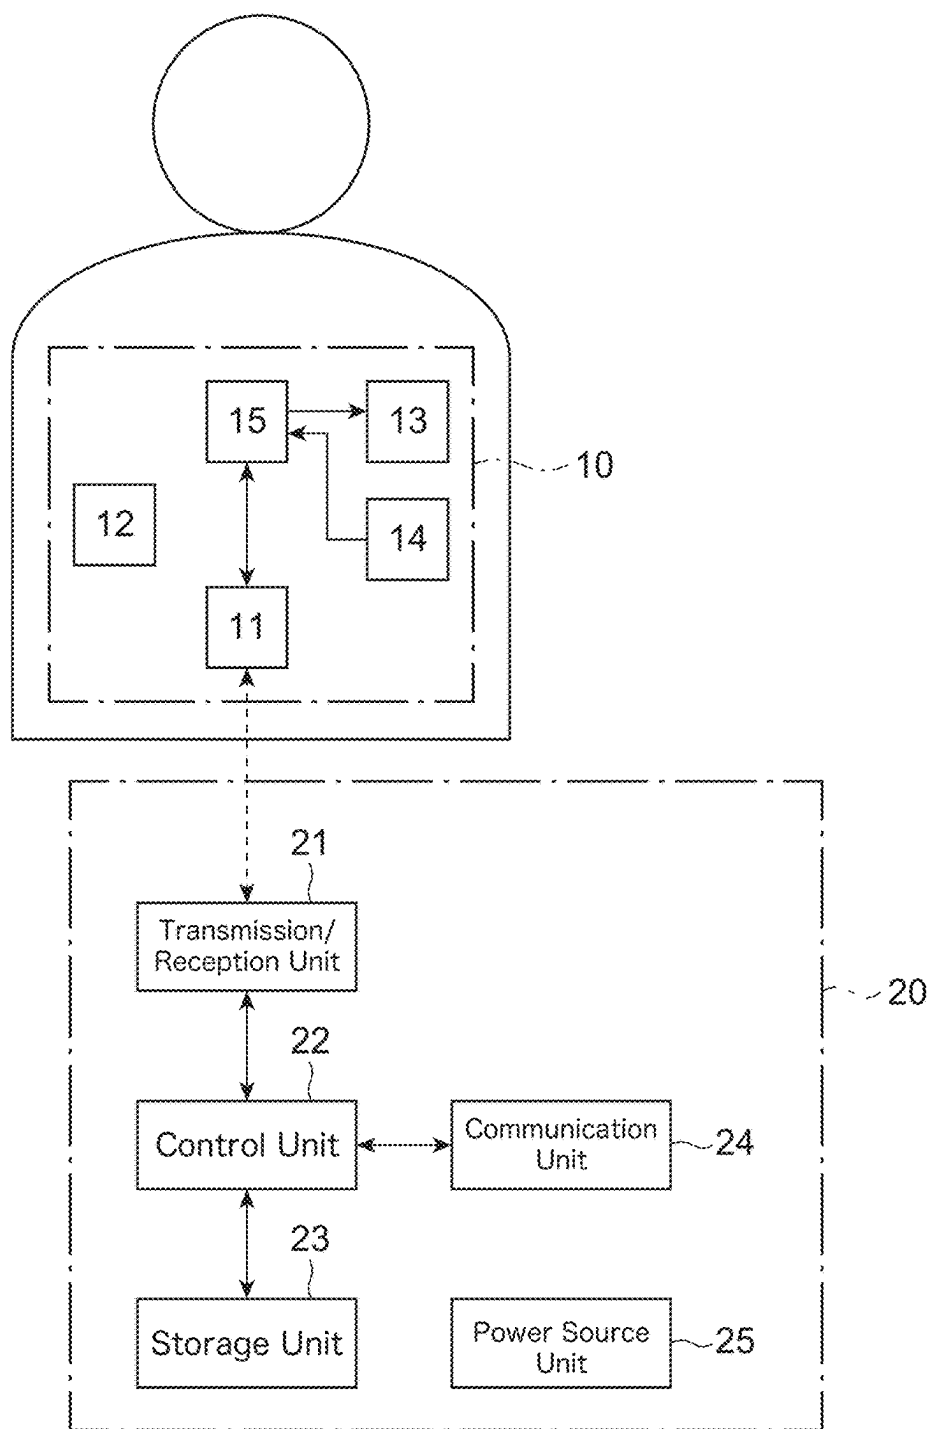 15
13
10
12
14
11
21
Transmission/
Reception Unit
20
22
Control Unit
Communication
Unit
24
23
Storage Unit
Power Source
Unit
25